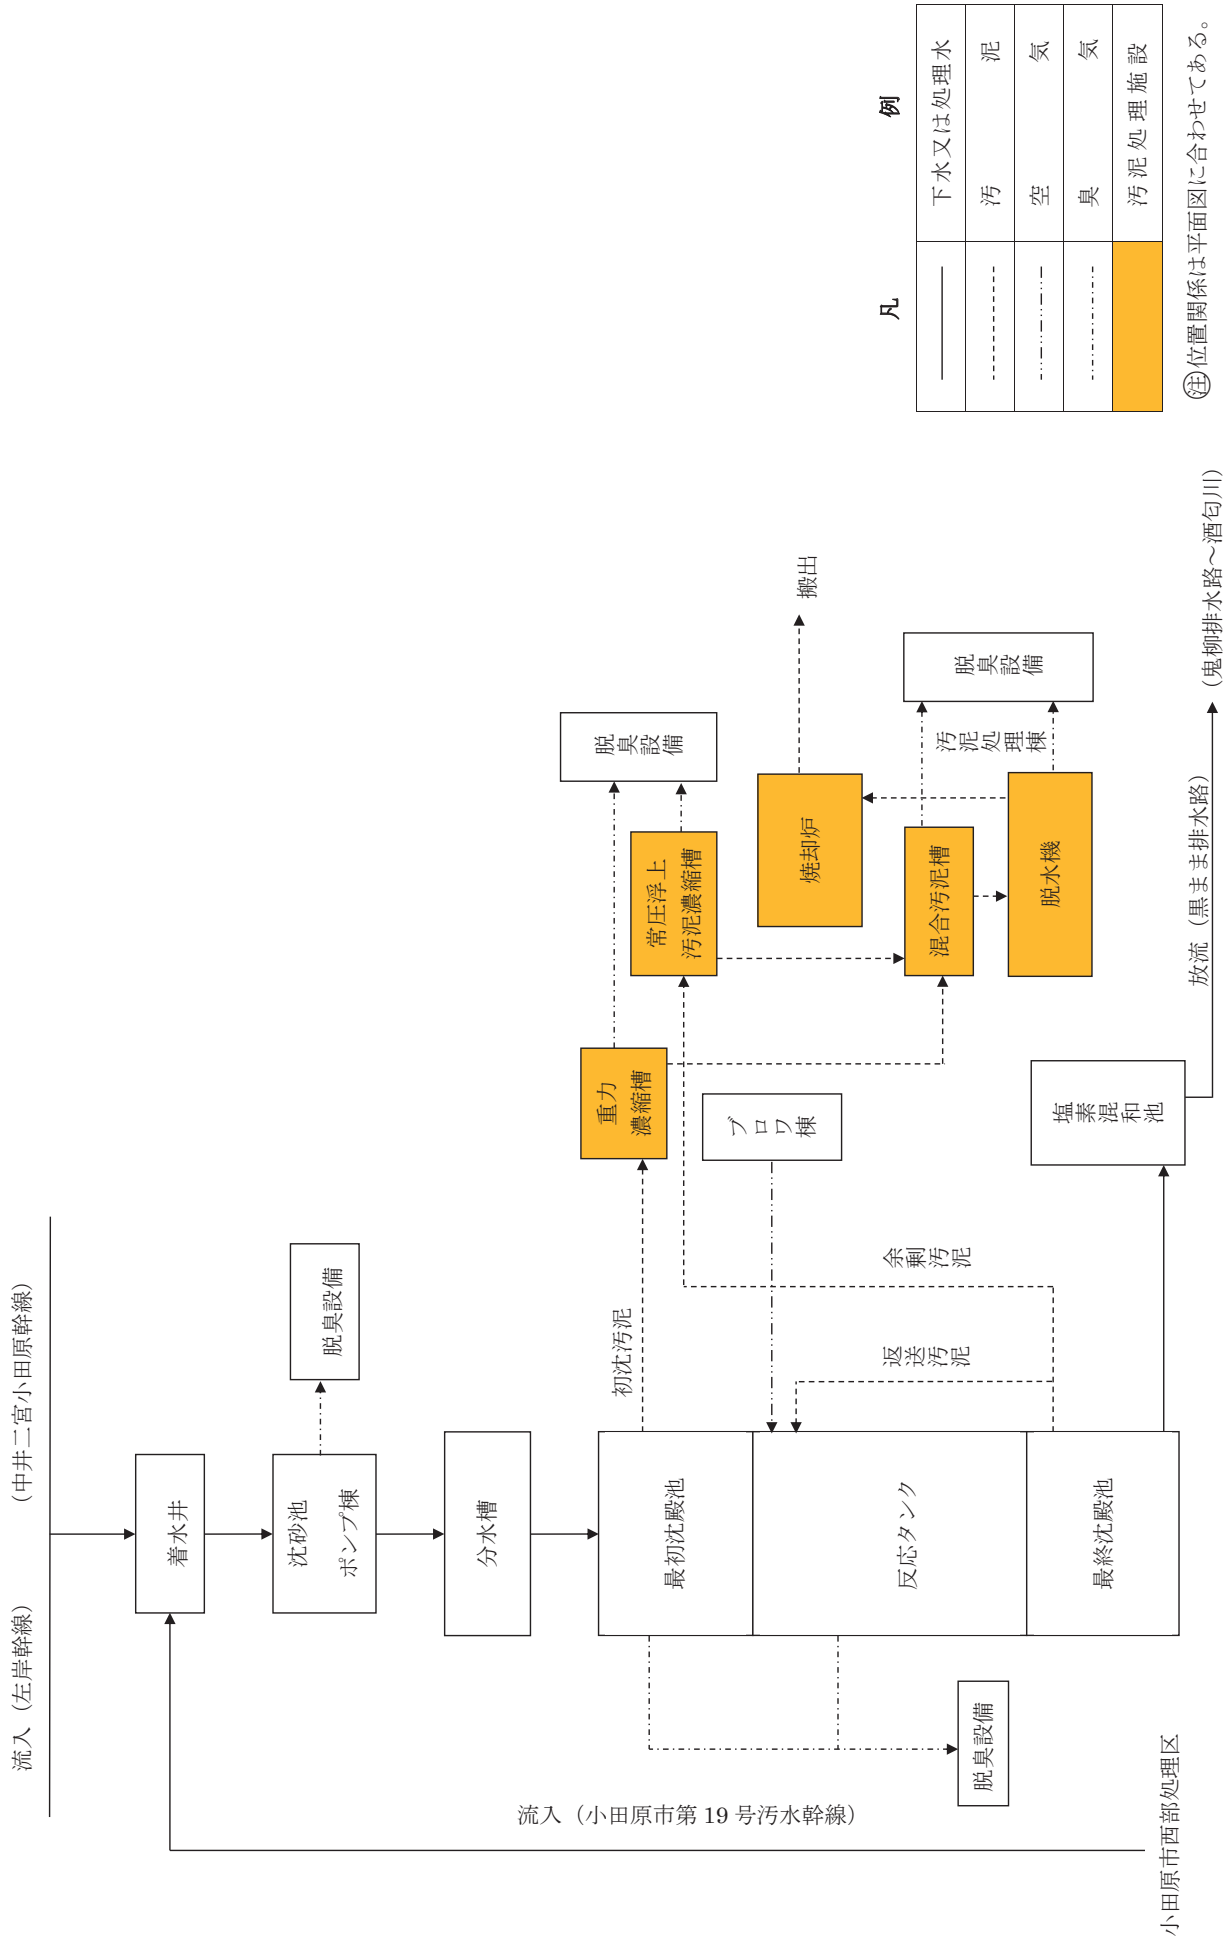 流入（左岸幹線）
（中井二宮小田原幹線）
着水井
沈砂池
ポンプ棟
脱臭設備
分水槽
流入（小田原市第 19 号汚水幹線）
小田原市西部処理区
最初沈殿池
反応タンク
最終沈殿池
脱臭設備
初沈汚泥
返送汚泥
余剰汚泥
重力
濃縮槽
ブロワ棟
常圧浮上
汚泥濃縮槽
脱臭設備
焼却炉
搬出
混合汚泥槽
脱水機
汚泥処理棟
脱臭設備
塩素混和池
放流（黒まま排水路）
（鬼柳排水路～酒匂川）
凡 例
下水又は処理水
汚 泥
空 気
臭 気
汚泥処理施設
㊟位置関係は平面図に合わせてある。